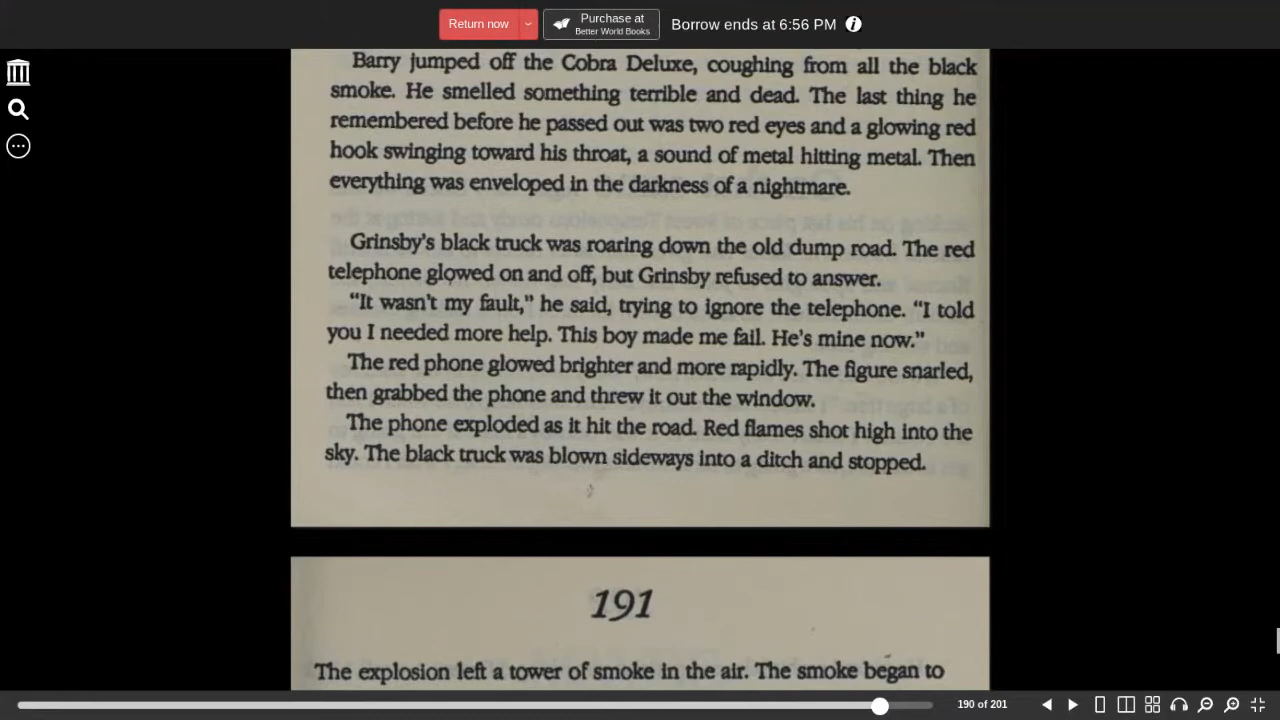 Return now
Purchase at
Better World Books
Borrow ends at 6:56 PM
Barry jumped off the Cobra Deluxe, coughing from all the black
smoke. He smelled something terrible and dead. The last thing he
remembered before he passed out was two red eyes and a glowing red
hook swinging toward his throat, a sound of metal hitting metal. Then
everything was enveloped in the darkness of a nightmare.
Grinsby's black truck was roaring down the old dump road. The red
telephone glowed on and off, but Grinsby refused to answer.
"It wasn't my fault," he said, trying to ignore the telephone. "I told
you I needed more help. This boy made me fail. He's mine now."
The red phone glowed brighter and more rapidly. The figure snarled,
then grabbed the phone and threw it out the window.
The phone exploded as it hit the road. Red flames shot high into the
sky. The black truck was blown sideways into a ditch and stopped.
191
The explosion left a tower of smoke in the air. The smoke began to
190 of 201